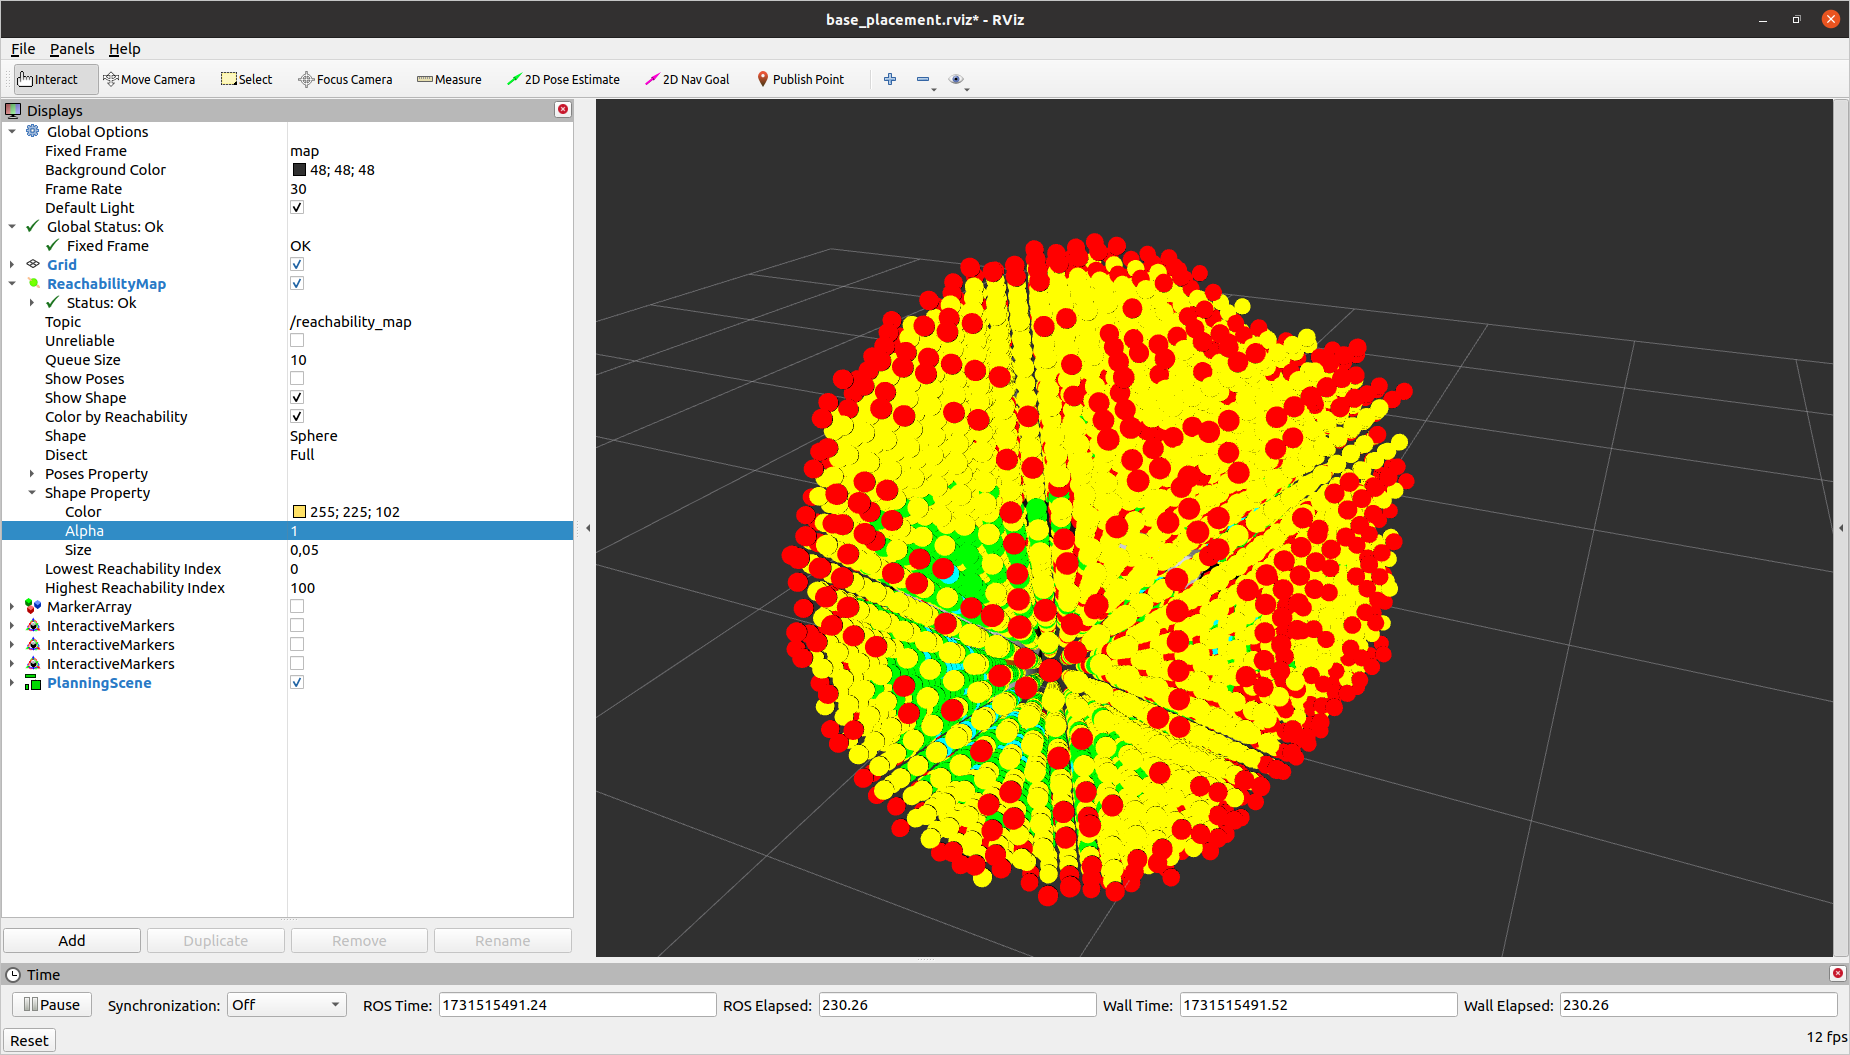 base_placement.rviz* - RViz
File Panels Help
Interact Move Camera Select Focus Camera Measure 2D Pose Estimate 2D Nav Goal Publish Point
Displays
Global Options
Fixed Frame map
Background Color 48; 48; 48
Frame Rate 30
Default Light
Global Status: Ok
Fixed Frame OK
Grid
ReachabilityMap
Status: Ok
Topic /reachability_map
Unreliable
Queue Size 10
Show Poses
Show Shape
Color by Reachability
Shape Sphere
Disect Full
Poses Property
Shape Property
Color 255; 225; 102
Alpha 1
Size 0,05
Lowest Reachability Index 0
Highest Reachability Index 100
MarkerArray
InteractiveMarkers
InteractiveMarkers
InteractiveMarkers
PlanningScene
Add Duplicate Remove Rename
Time
Pause Synchronization: Off ROS Time: 1731515491.24 ROS Elapsed: 230.26 Wall Time: 1731515491.52 Wall Elapsed: 230.26
Reset 12 fps